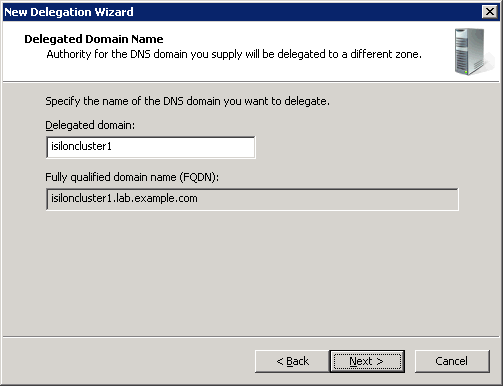 New Delegation Wizard
Delegated Domain Name
Authority for the DNS domain you supply will be delegated to a different zone.
Specify the name of the DNS domain you want to delegate.
Delegated domain:
isiloncluster1
Fully qualified domain name (FQDN):
isiloncluster1.lab.example.com
< Back Next > Cancel